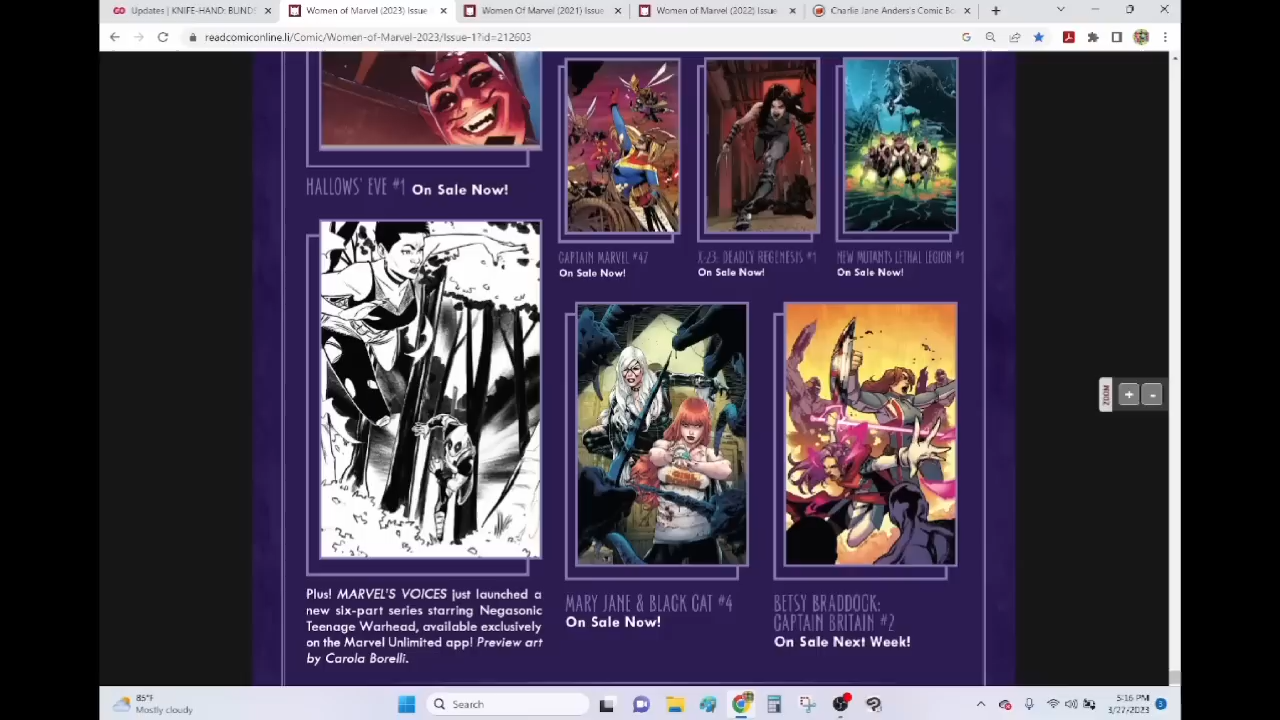 Updates | KNIFE-HAND: BLINDS
Women of Marvel (2023) Issue
Women Of Marvel (2021) Issue
Women of Marvel (2022) Issue
Charlie Jane Anders's Comic Bo
readcomiconline.li/Comic/Women-of-Marvel-2023/Issue-1?id=212603
HALLOWS' EVE #1 On Sale Now!
CAPTAIN MARVEL #47
On Sale Now!
X-23: DEADLY REGENESIS #1
On Sale Now!
NEW MUTANTS LETHAL LEGION #1
On Sale Now!
Plus! MARVEL'S VOICES just launched a
new six-part series starring Negasonic
Teenage Warhead, available exclusively
on the Marvel Unlimited app! Preview art
by Carola Borelli.
MARY JANE & BLACK CAT #4
On Sale Now!
BETSY BRADDOCK:
CAPTAIN BRITAIN #2
On Sale Next Week!
ZOOM
+ -
85°F
Mostly cloudy
Search
5:16 PM
3/27/2023